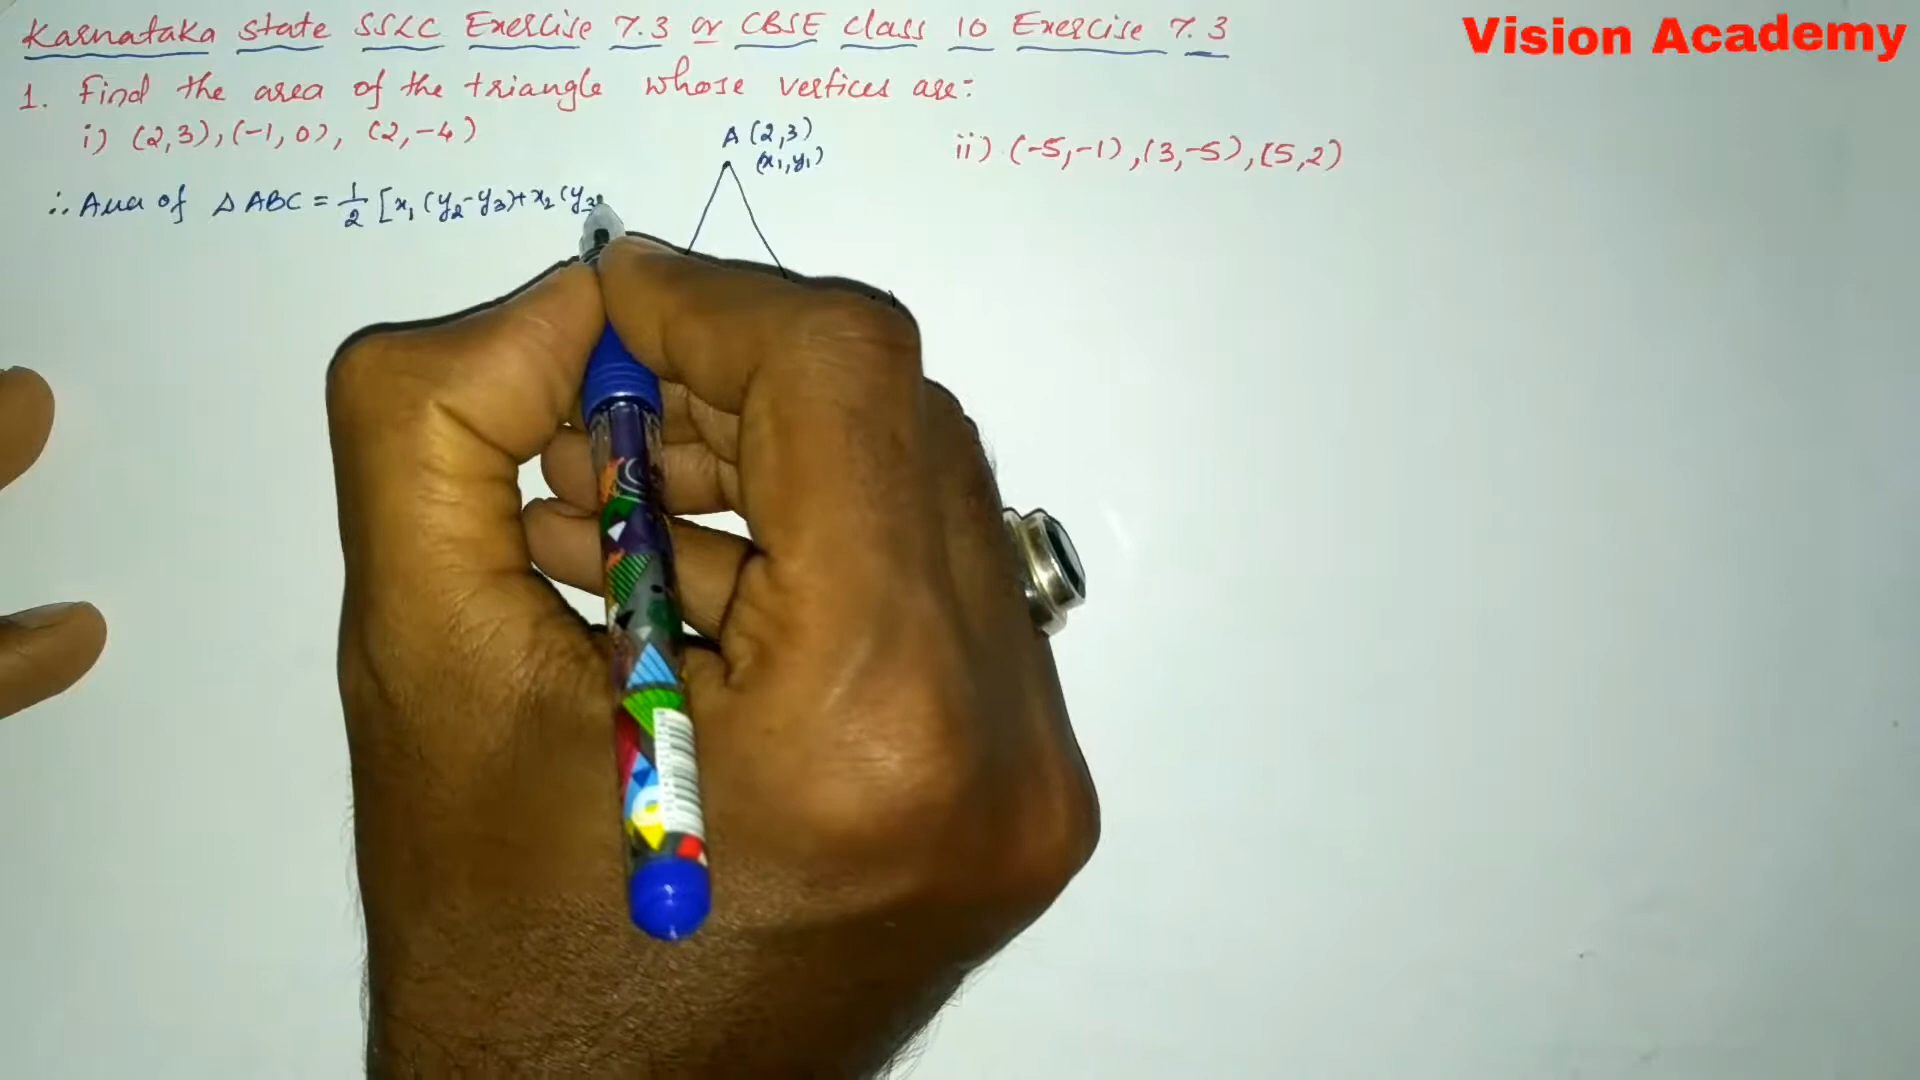 Karnataka State SSLC Exercise 7.3 or CBSE Class 10 Exercise 7.3
Vision Academy
1. Find the area of the triangle whose vertices are:
i) (2,3), (-1,0), (2,-4)
A (2,3)
(x₁,y₁)
ii) (-5,-1), (3,-5), (5,2)
∴ Area of △ ABC = 1/2 [x₁ (y₂-y₃)+x₂ (y₃